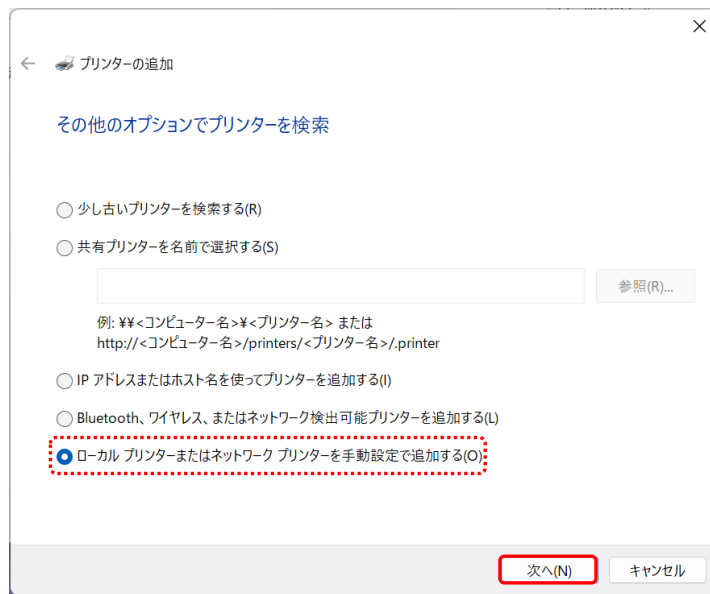 プリンターの追加
その他のオプションでプリンターを検索
少し古いプリンターを検索する(R)
共有プリンターを名前で選択する(S)
参照(R)...
例: ¥¥<コンピューター名>¥<プリンター名> または
http://<コンピューター名>/printers/<プリンター名>/.printer
IP アドレスまたはホスト名を使ってプリンターを追加する(I)
Bluetooth、ワイヤレス、またはネットワーク検出可能プリンターを追加する(L)
ローカル プリンターまたはネットワーク プリンターを手動設定で追加する(O)
次へ(N)
キャンセル